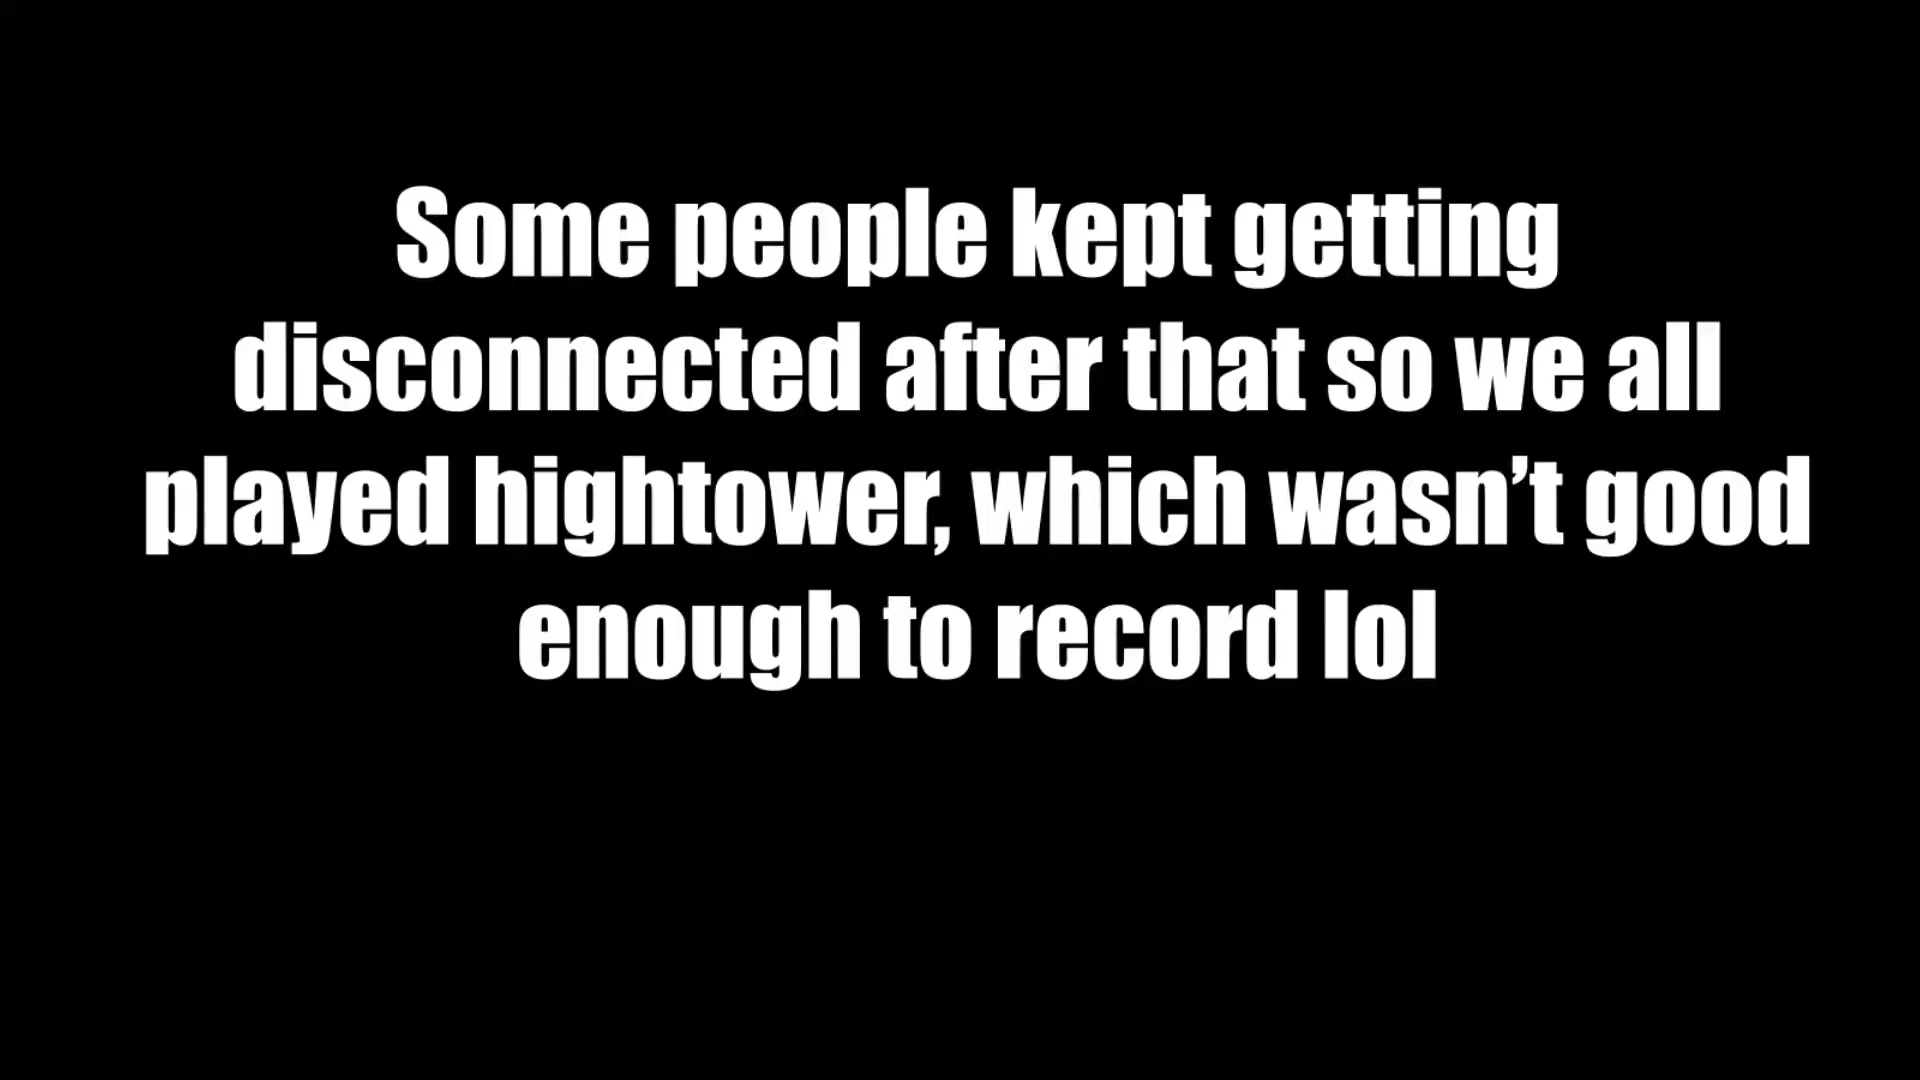 Some people kept getting
disconnected after that so we all
played hightower, which wasn’t good
enough to record lol